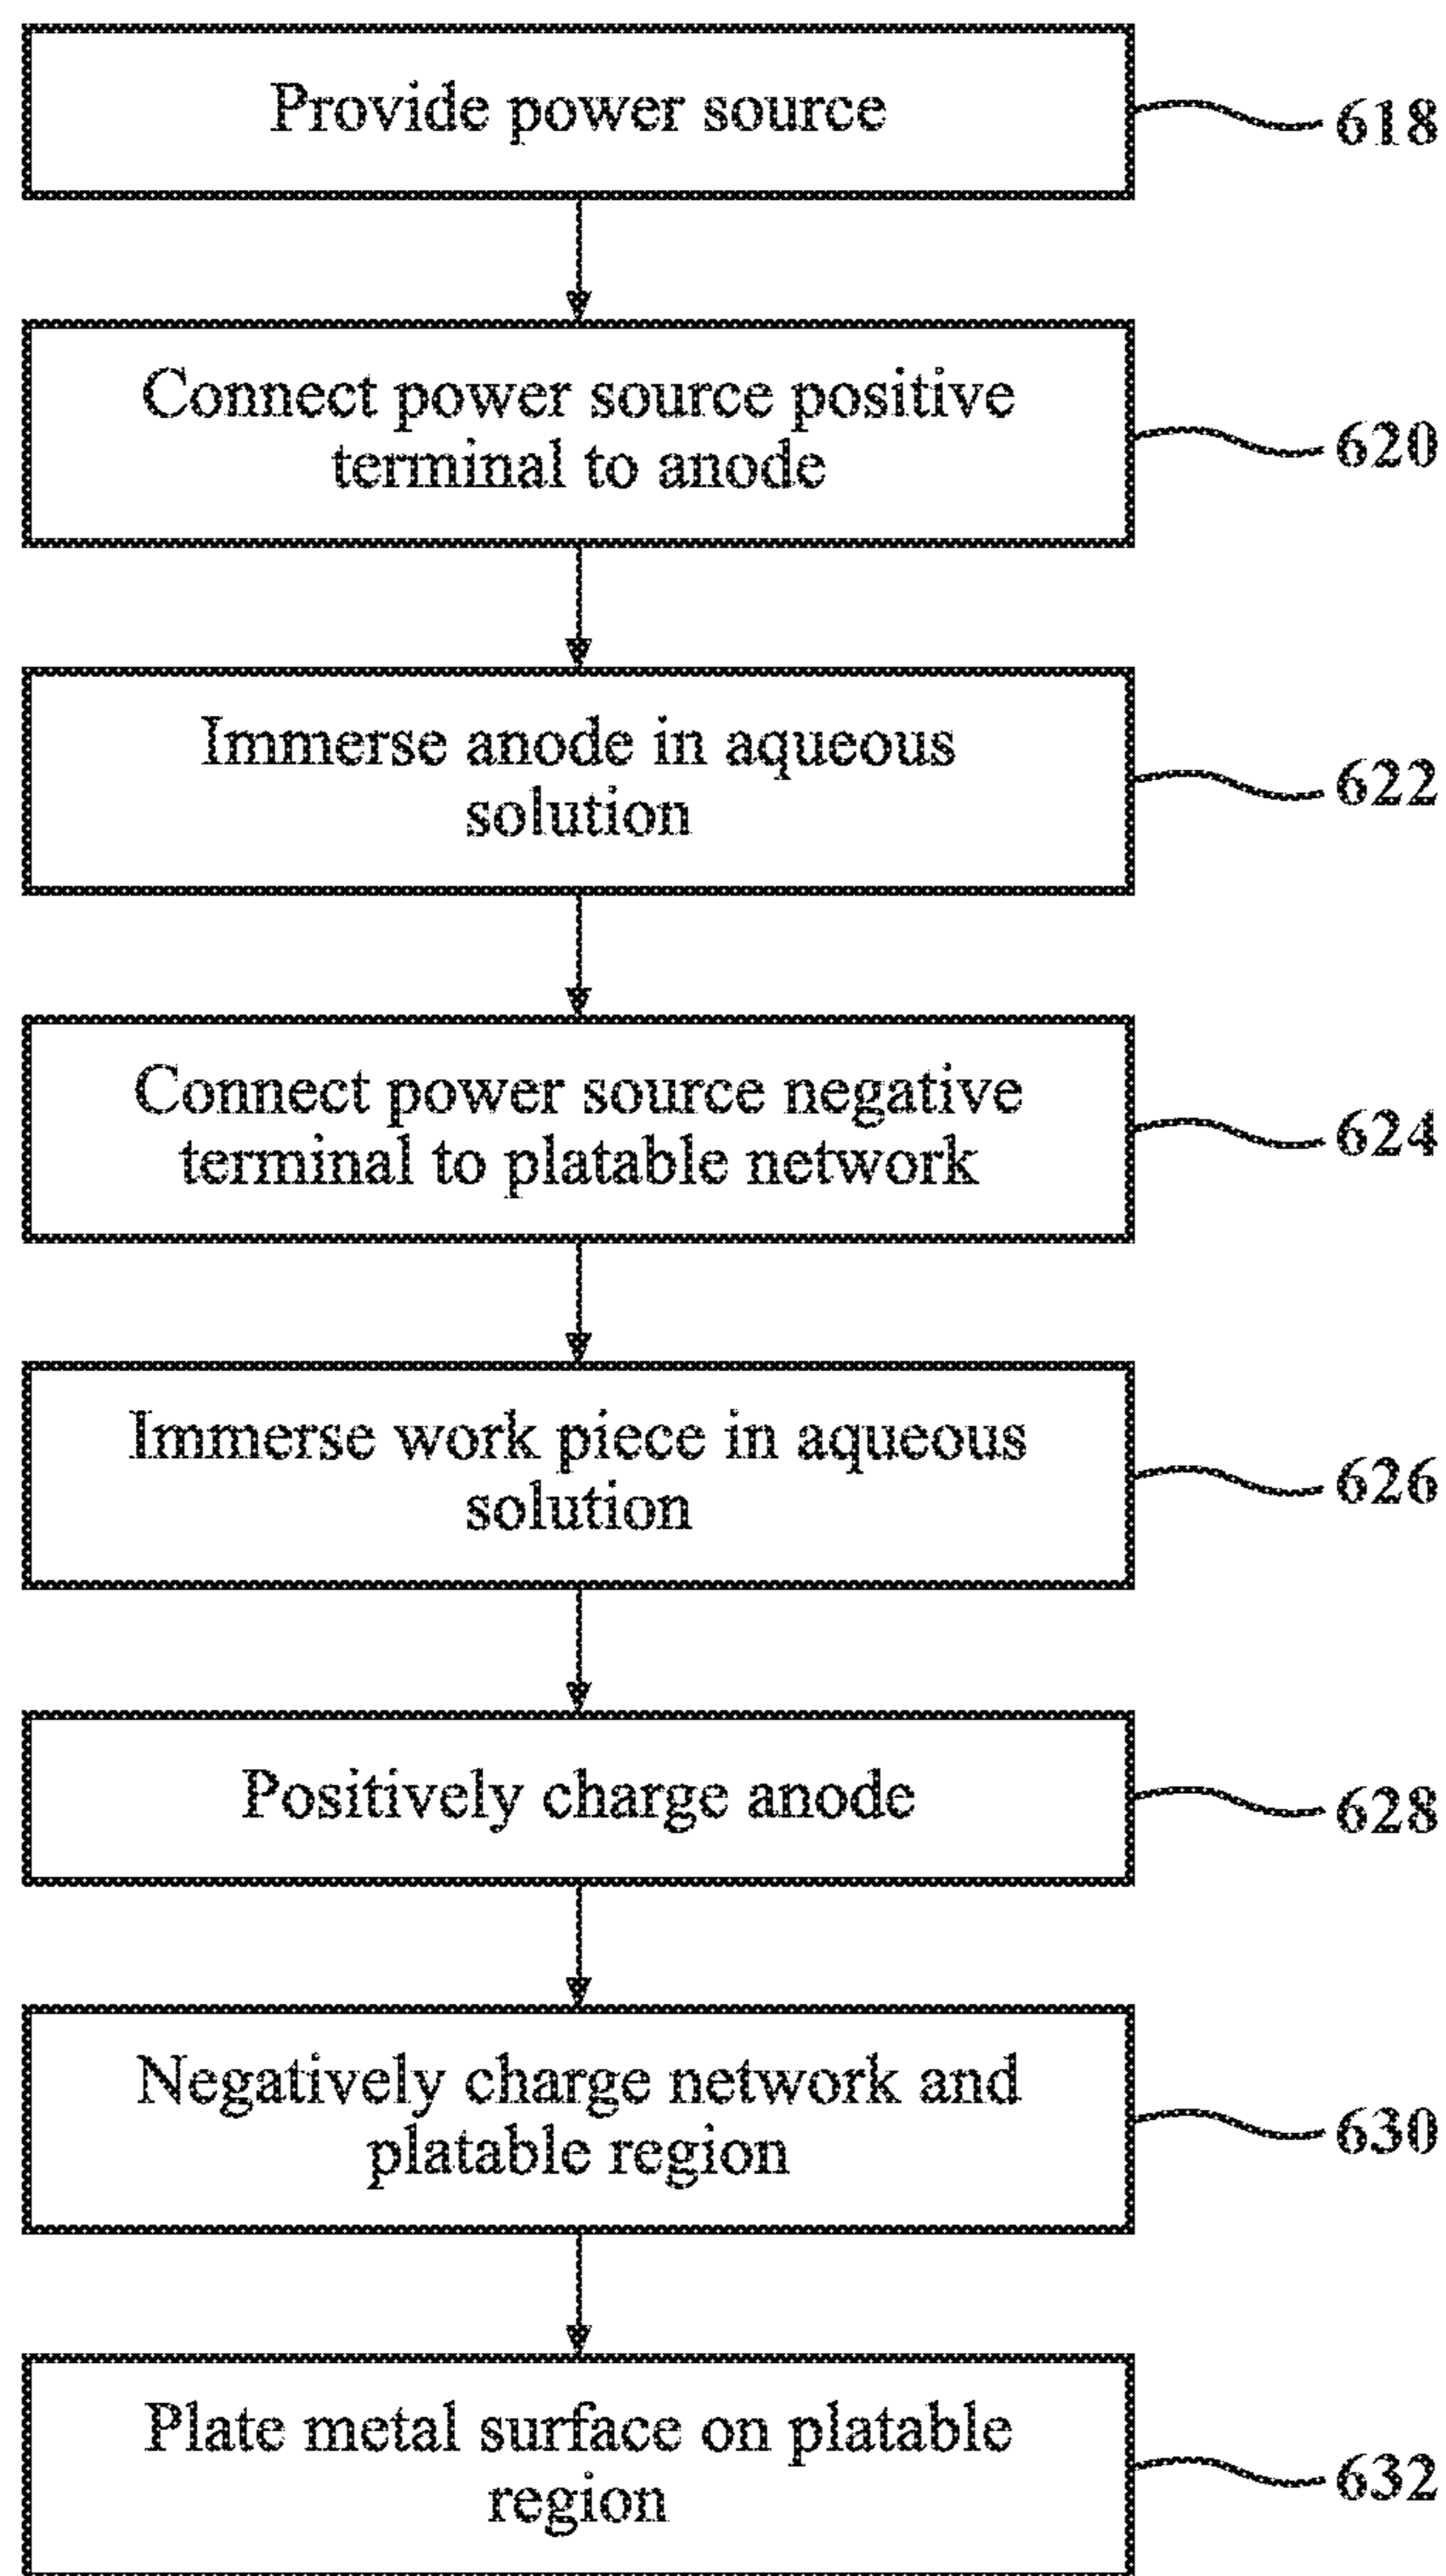 Provide power source
618
Connect power source positive
terminal to anode
620
Immerse anode in aqueous
solution
622
Connect power source negative
terminal to platable network
624
Immerse work piece in aqueous
solution
626
Positively charge anode
628
Negatively charge network and
platable region
630
Plate metal surface on platable
region
632